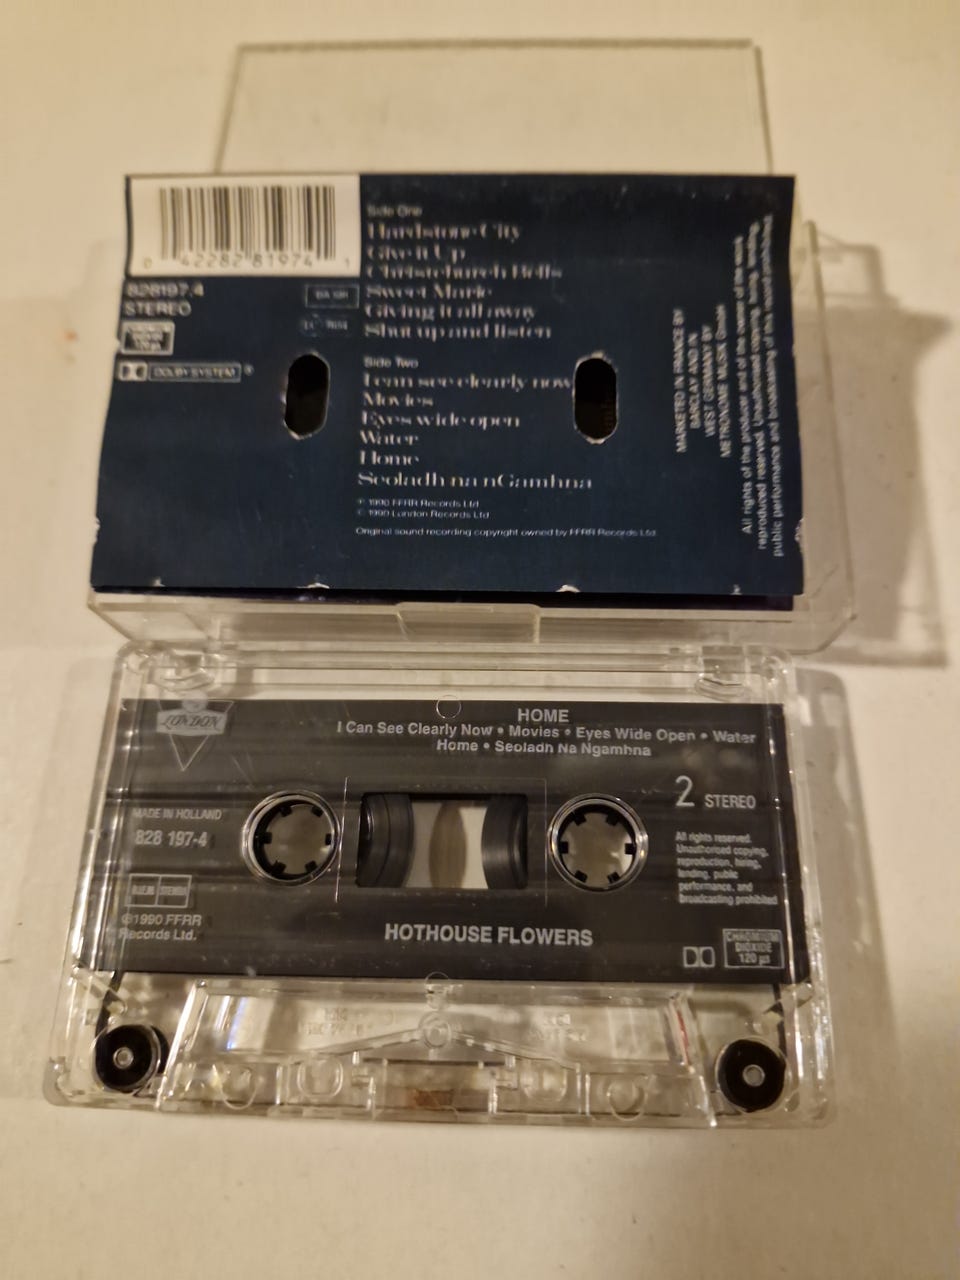 0 42282 81974 1
828197.4
STEREO
CHROMIUM
DIOXIDE
120 µs
DOLBY SYSTEM ®
Side One
Hardstone City
Give it Up
Christchurch Bells
Sweet Marie
Giving it all away
Shut up and listen
Side Two
I can see clearly now
Movies
Eyes wide open
Water
Home
Seoladh na nGamhna
℗ 1990 FFRR Records Ltd
© 1990 London Records Ltd
Original sound recording copyright owned by FFRR Records Ltd.
MARKETED IN FRANCE BY
BARCLAY AND IN
WEST GERMANY BY
METRONOME MUSIK GmbH
All rights of the producer and of the owner of the work
reproduced reserved. Unauthorised copying, hiring, lending,
public performance and broadcasting of this record prohibited.
LONDON
HOME
I Can See Clearly Now • Movies • Eyes Wide Open • Water
Home • Seoladh Na Ngamhna
MADE IN HOLLAND
828 197-4
2 STEREO
All rights reserved.
Unauthorised copying,
reproduction, hiring,
lending, public
performance, and
broadcasting prohibited
B.I.E.M. STEMRA
℗1990 FFRR
Records Ltd.
HOTHOUSE FLOWERS
CHROMIUM
DIOXIDE
120 µs